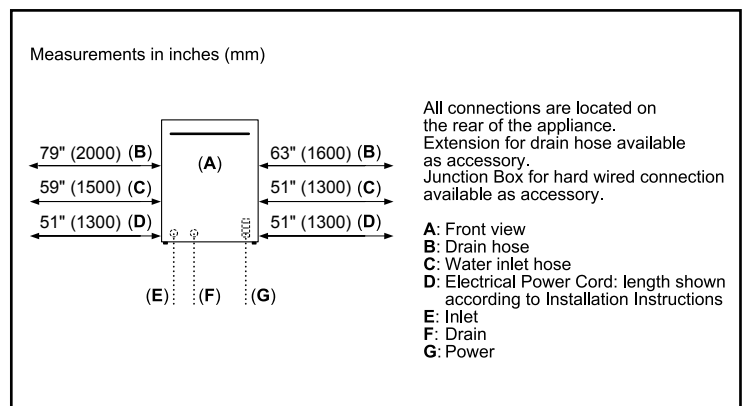 Measurements in inches (mm)
79" (2000) (B)
63" (1600) (B)
(A)
59" (1500) (C)
51" (1300) (C)
51" (1300) (D)
51" (1300) (D)
(E) (F) (G)
All connections are located on
the rear of the appliance.
Extension for drain hose available
as accessory.
Junction Box for hard wired connection
available as accessory.
A: Front view
B: Drain hose
C: Water inlet hose
D: Electrical Power Cord: length shown
according to Installation Instructions
E: Inlet
F: Drain
G: Power